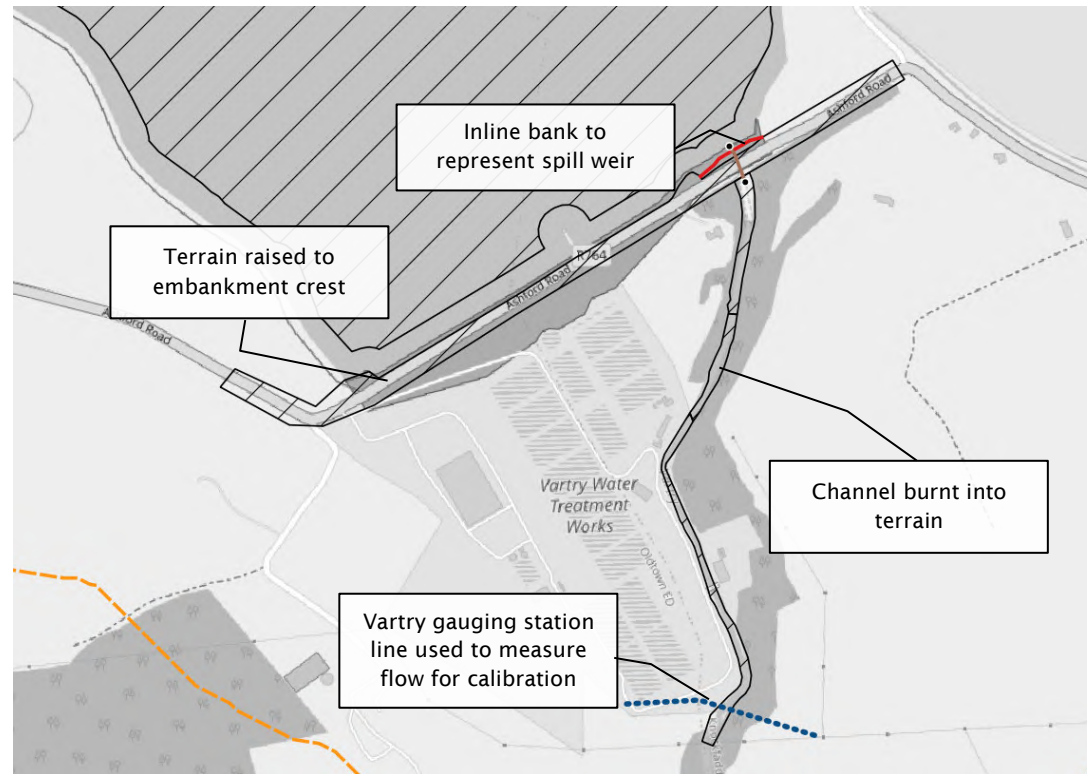 Inline bank to
represent spill weir
Ashford Road
Terrain raised to
embankment crest
R764
Ashford Road
Ashford Road
Channel burnt into
terrain
Vartry Water
Treatment
Works
Oldtown ED
Vartry gauging station
line used to measure
flow for calibration